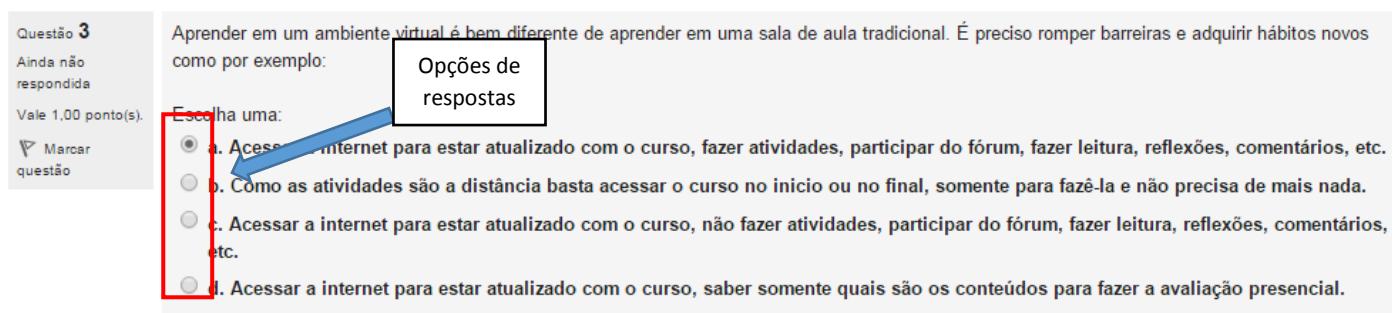 Questão 3
Ainda não
respondida
Vale 1,00 ponto(s).
Marcar
questão
Aprender em um ambiente virtual é bem diferente de aprender em uma sala de aula tradicional. É preciso romper barreiras e adquirir hábitos novos
como por exemplo:
Opções de
respostas
Escolha uma:
a. Acessar a internet para estar atualizado com o curso, fazer atividades, participar do fórum, fazer leitura, reflexões, comentários, etc.
b. Como as atividades são a distância basta acessar o curso no inicio ou no final, somente para fazê-la e não precisa de mais nada.
c. Acessar a internet para estar atualizado com o curso, não fazer atividades, participar do fórum, fazer leitura, reflexões, comentários,
etc.
d. Acessar a internet para estar atualizado com o curso, saber somente quais são os conteúdos para fazer a avaliação presencial.